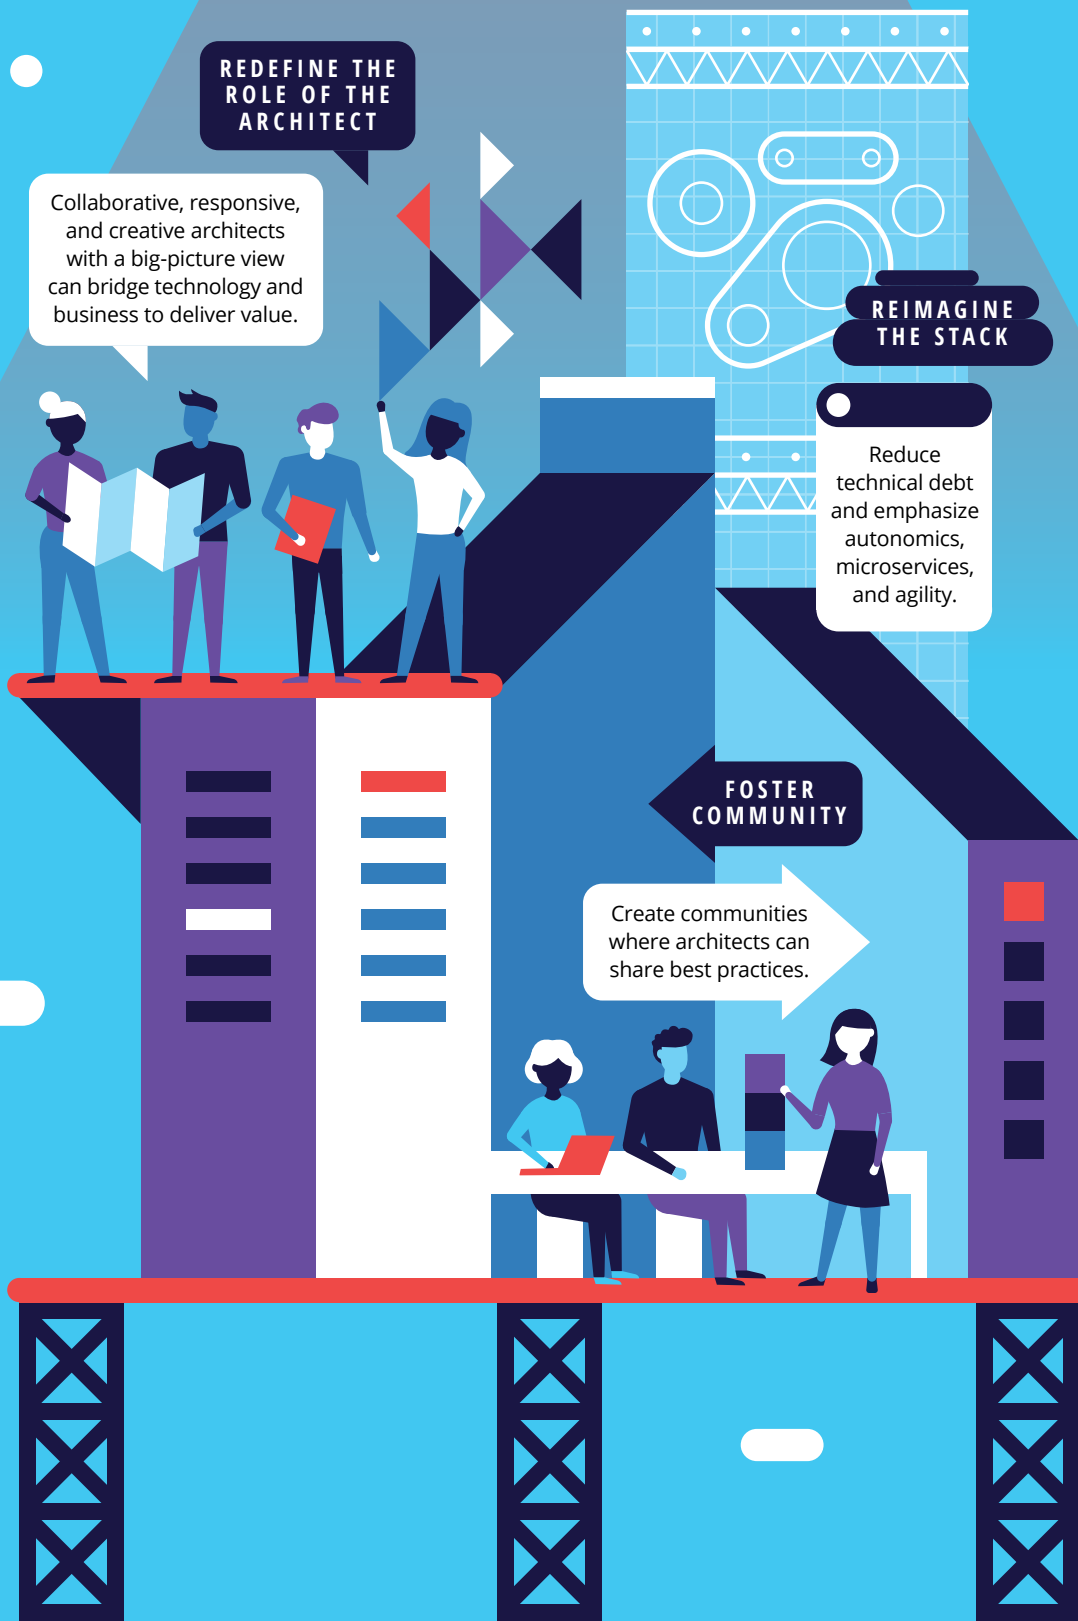 REDEFINE THE
ROLE OF THE
ARCHITECT
Collaborative, responsive,
and creative architects
with a big-picture view
can bridge technology and
business to deliver value.
REIMAGINE
THE STACK
Reduce
technical debt
and emphasize
autonomics,
microservices,
and agility.
FOSTER
COMMUNITY
Create communities
where architects can
share best practices.